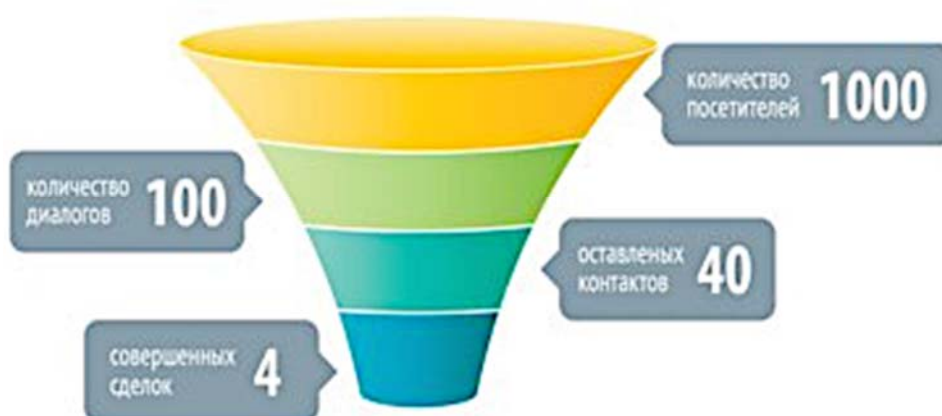 количество
посетителей 1000
количество
диалогов 100
оставленых
контактов 40
совершенных
сделок 4